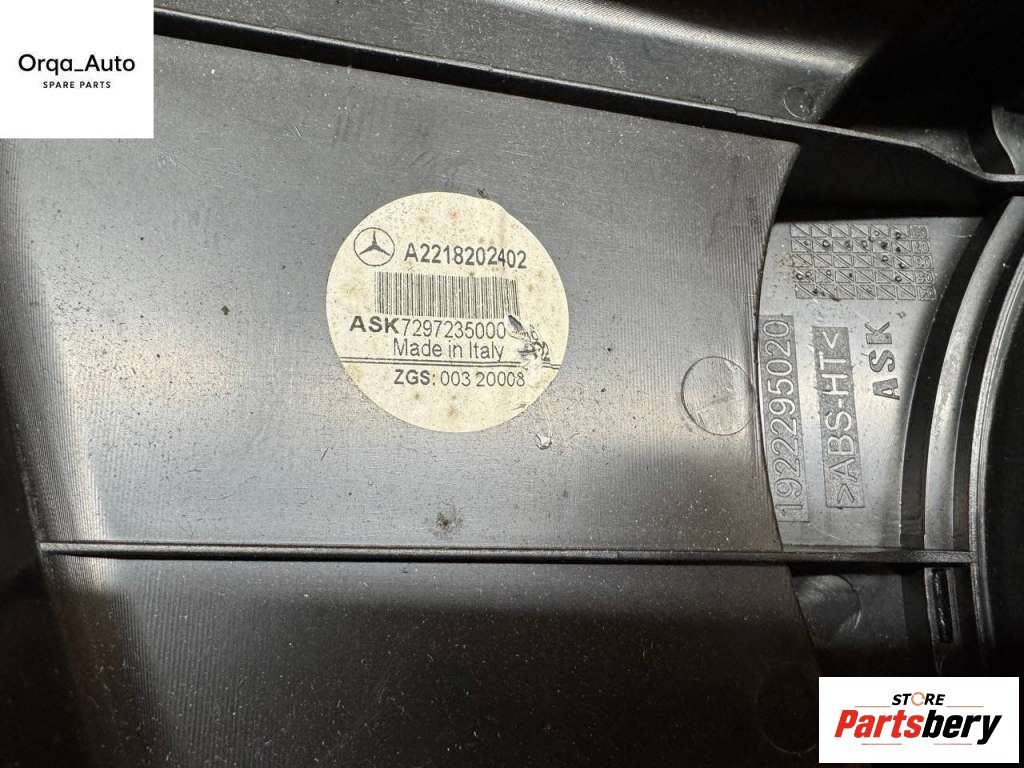 Orqa_Auto
SPARE PARTS
A2218202402
ASK7297235000
Made in Italy
ZGS: 003 20008
1922295020
>ABS-HT<
ASK
STORE
Partsbery